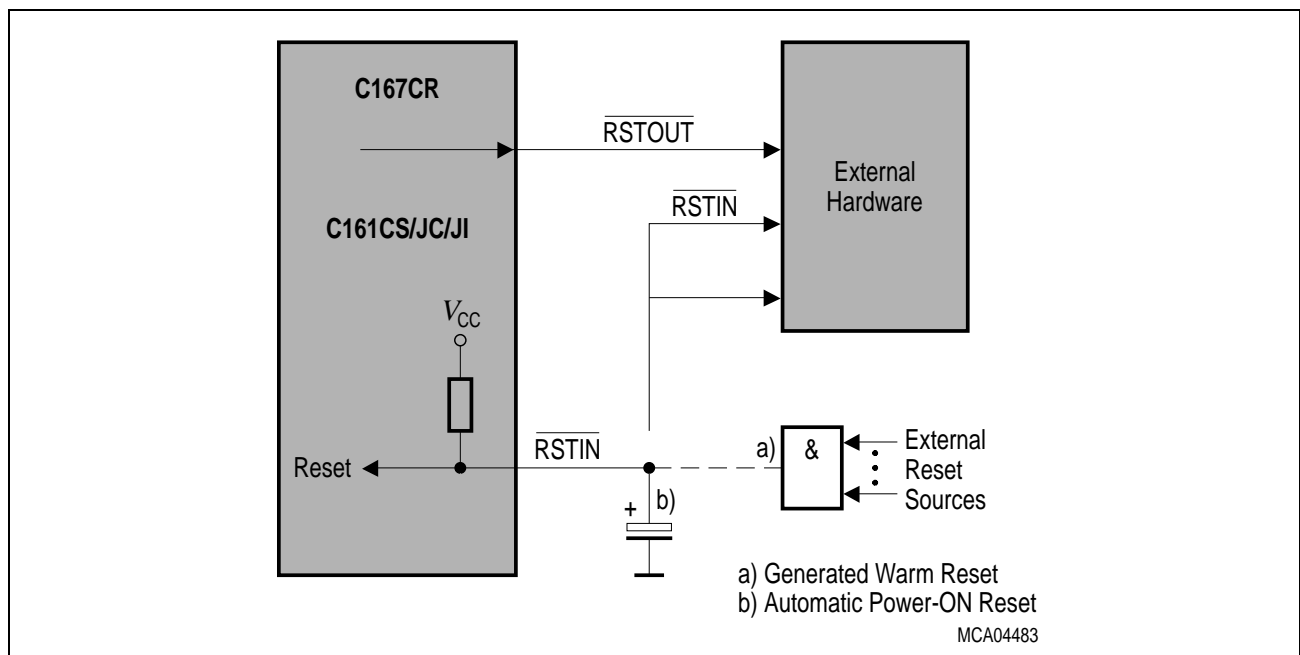 C167CR
RSTOUT
External
Hardware
RSTIN
C161CS/JC/JI
VCC
Reset
RSTIN
a)
&
External
Reset
Sources
+
b)
a) Generated Warm Reset
b) Automatic Power-ON Reset
MCA04483